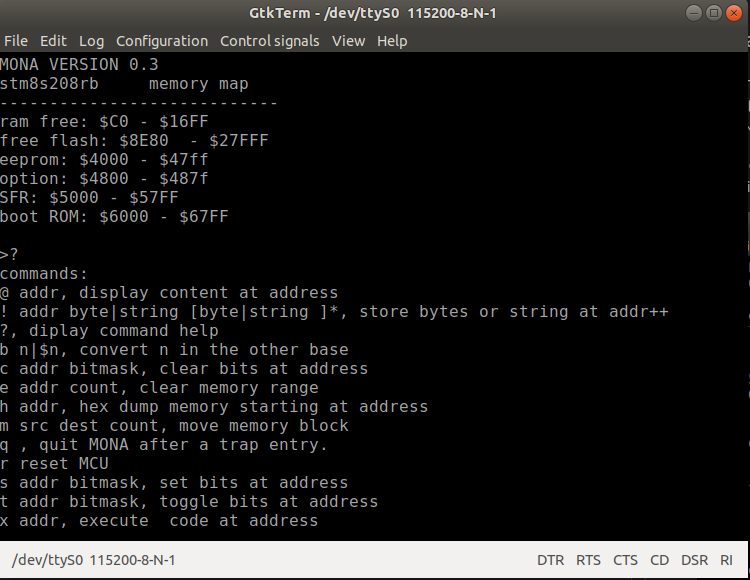 GtkTerm - /dev/ttyS0 115200-8-N-1
File Edit Log Configuration Control signals View Help
MONA VERSION 0.3
stm8s208rb     memory map
----------------------------
ram free: $C0 - $16FF
free flash: $8E80  - $27FFF
eeprom: $4000 - $47ff
option: $4800 - $487f
SFR: $5000 - $57FF
boot ROM: $6000 - $67FF
>?
commands:
@ addr, display content at address
! addr byte|string [byte|string ]*, store bytes or string at addr++
?, diplay command help
b n|$n, convert n in the other base
c addr bitmask, clear bits at address
e addr count, clear memory range
h addr, hex dump memory starting at address
m src dest count, move memory block
q , quit MONA after a trap entry.
r reset MCU
s addr bitmask, set bits at address
t addr bitmask, toggle bits at address
x addr, execute  code at address
/dev/ttyS0 115200-8-N-1 DTR RTS CTS CD DSR RI